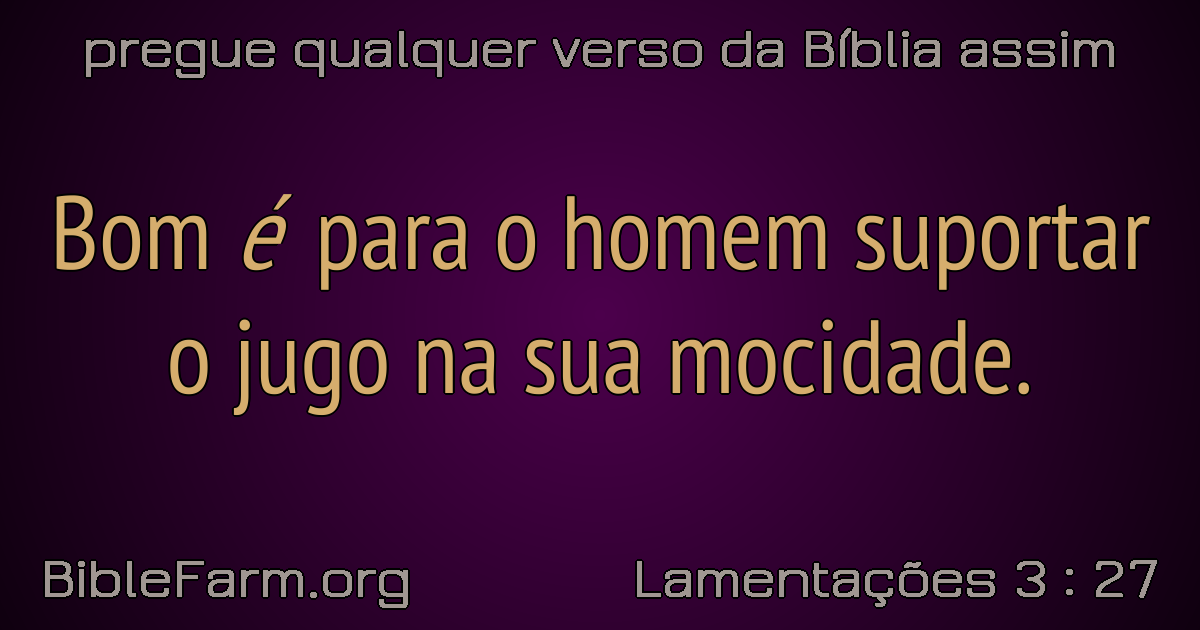 pregue qualquer verso da Bíblia assim
Bom é para o homem suportar
o jugo na sua mocidade.
BibleFarm.org
Lamentações 3 : 27